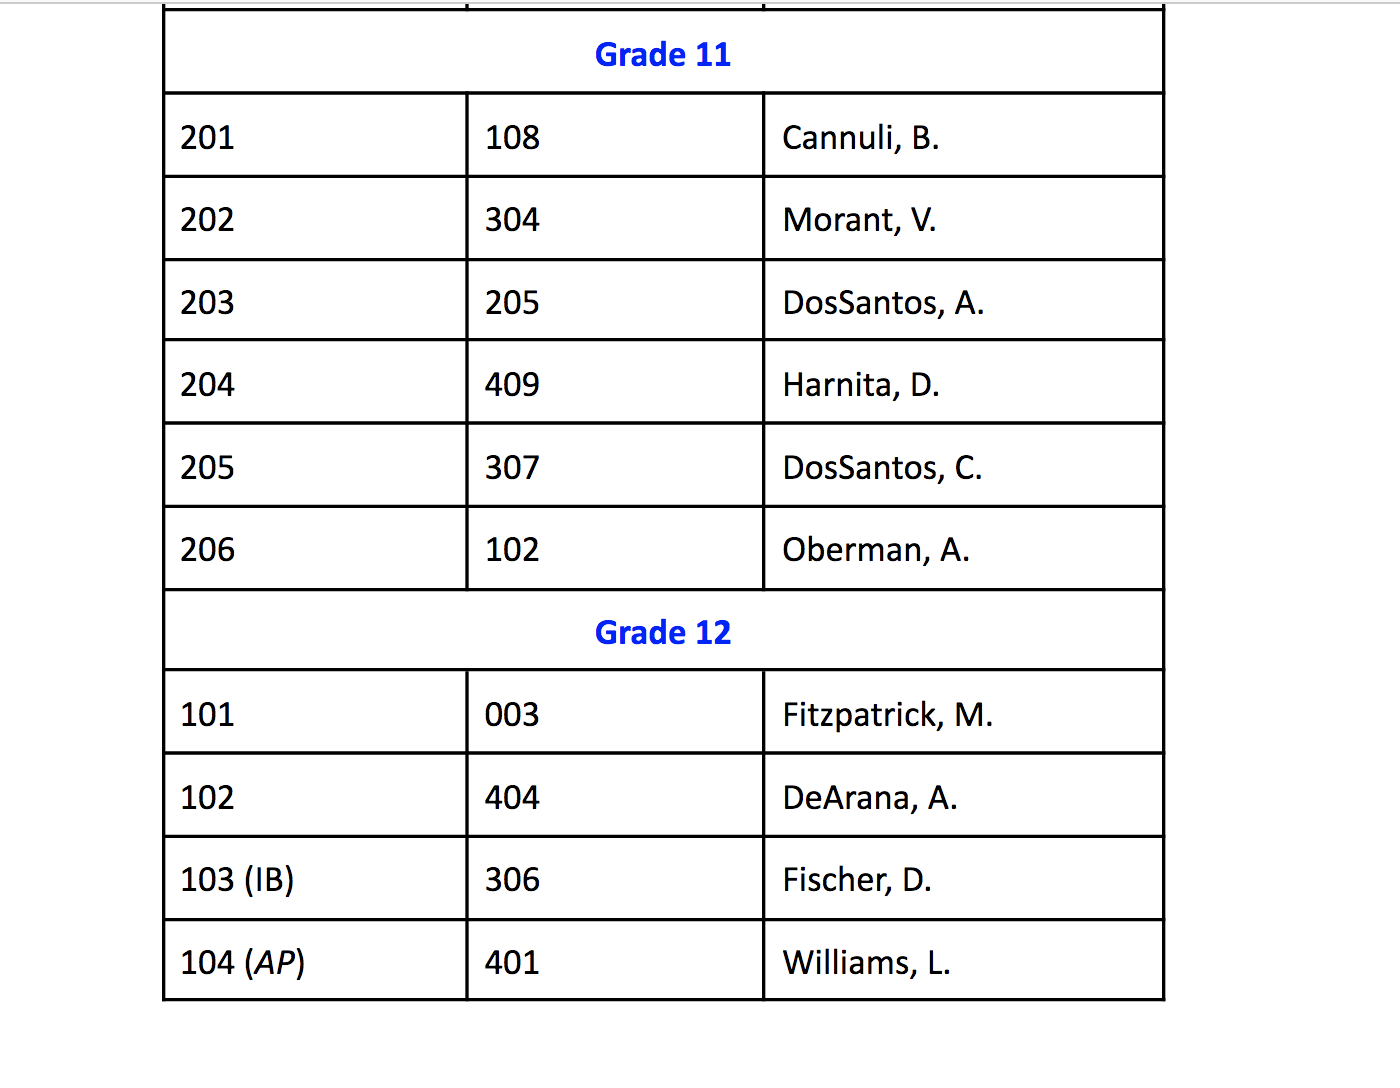 Grade 11
201 108 Cannuli, B.
202 304 Morant, V.
203 205 DosSantos, A.
204 409 Harnita, D.
205 307 DosSantos, C.
206 102 Oberman, A.
Grade 12
101 003 Fitzpatrick, M.
102 404 DeArana, A.
103 (IB) 306 Fischer, D.
104 (AP) 401 Williams, L.